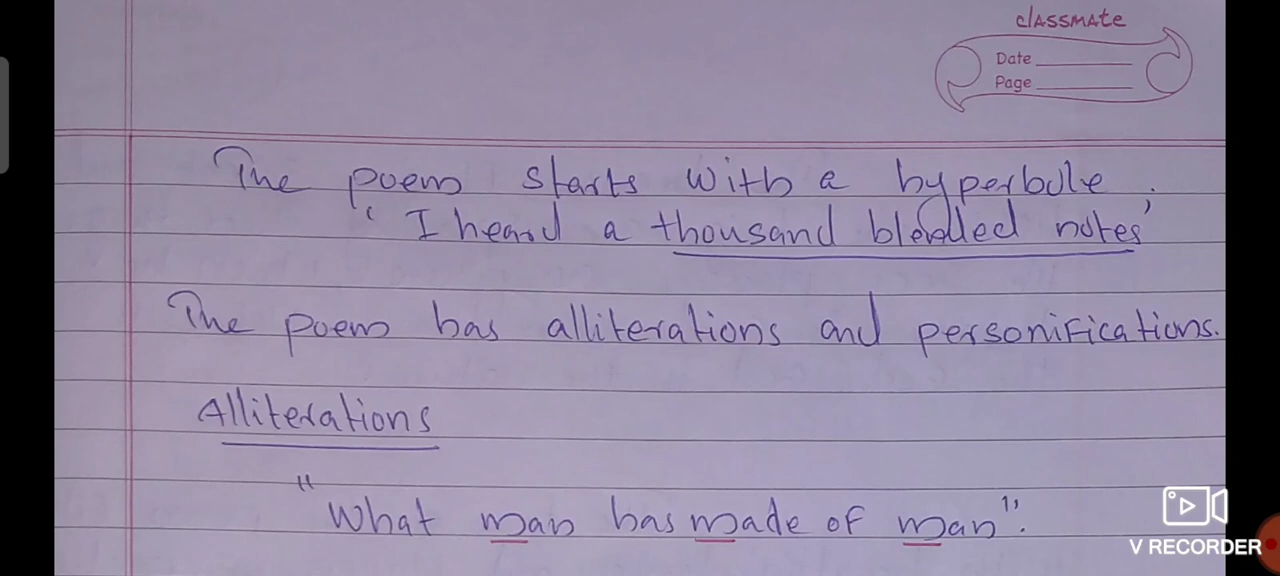 classmate
Date
Page
The poem starts with a hyperbole.
'I heard a thousand blended notes'
The poem has alliterations and personifications.
Alliterations
"What man has made of man".
V RECORDER